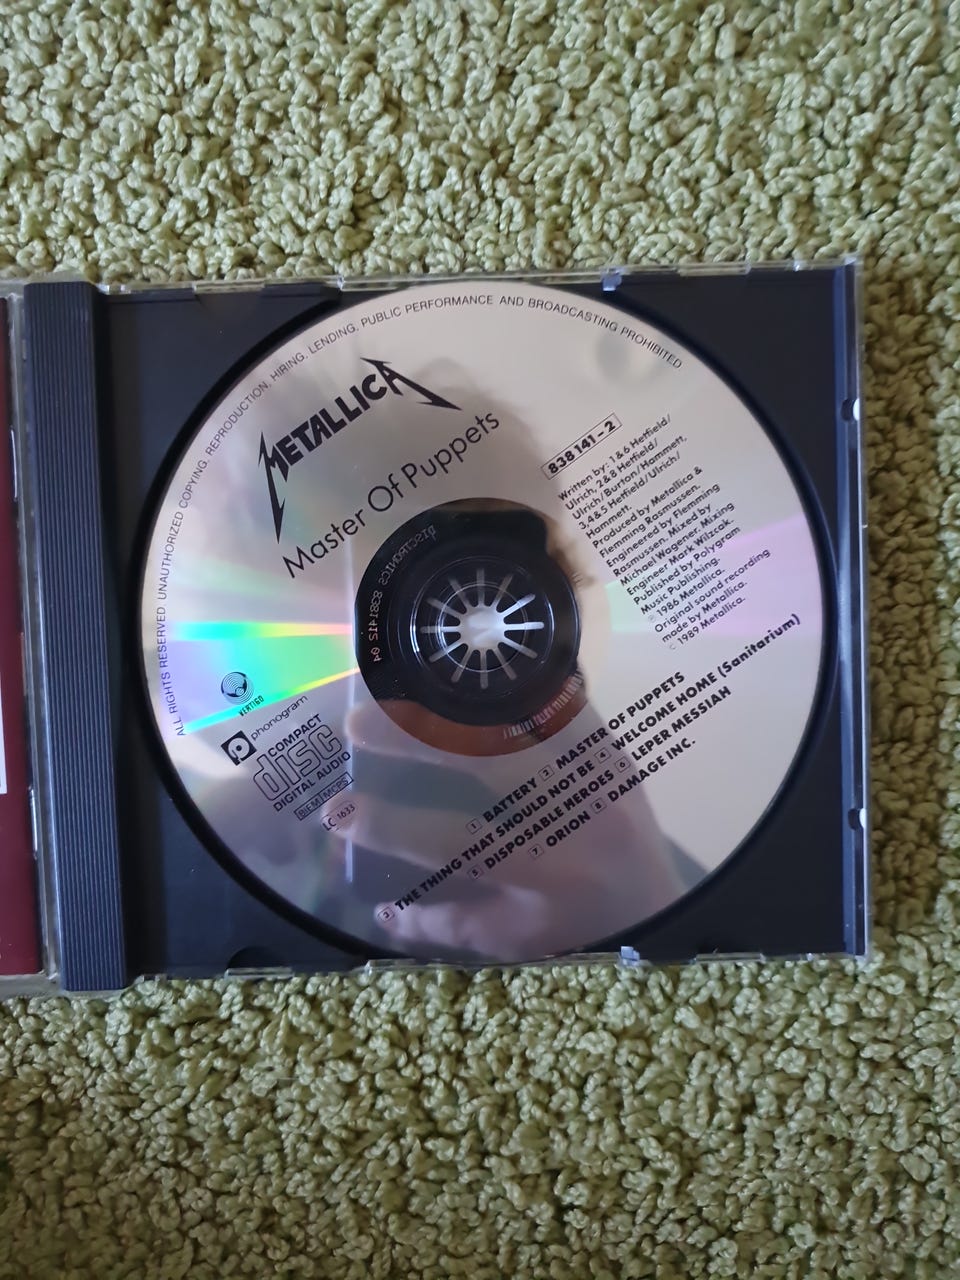 ALL RIGHTS RESERVED. UNAUTHORIZED COPYING, REPRODUCTION, HIRING, LENDING, PUBLIC PERFORMANCE AND BROADCASTING PROHIBITED
METALLICA
Master Of Puppets
838 141-2
Written by: 1&6 Hetfield/
Ulrich, 2&8 Hetfield/
Ulrich/Burton/Hammett,
3,4&5 Hetfield/Ulrich/
Hammett.
Produced by Metallica &
Flemming Rasmussen.
Engineered by Flemming
Rasmussen. Mixed by
Michael Wagener. Mixing
Engineer Mark Wilzcak.
Published by Polygram
Music Publishing.
℗ 1986 Metallica.
Original sound recording
made by Metallica.
© 1989 Metallica.
DISCTRONICS 8381412 04
VERTIGO
phonogram
COMPACT
disc
DIGITAL AUDIO
BIEM/MCPS
LC 1633
1 BATTERY 2 MASTER OF PUPPETS
3 THE THING THAT SHOULD NOT BE 4 WELCOME HOME (Sanitarium)
5 DISPOSABLE HEROES 6 LEPER MESSIAH
7 ORION 8 DAMAGE INC.